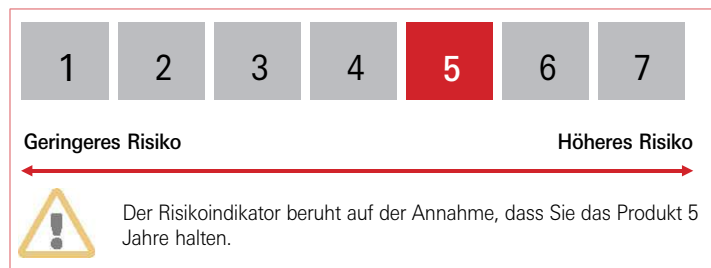 1 2 3 4 5 6 7
Geringeres Risiko Höheres Risiko
Der Risikoindikator beruht auf der Annahme, dass Sie das Produkt 5
Jahre halten.